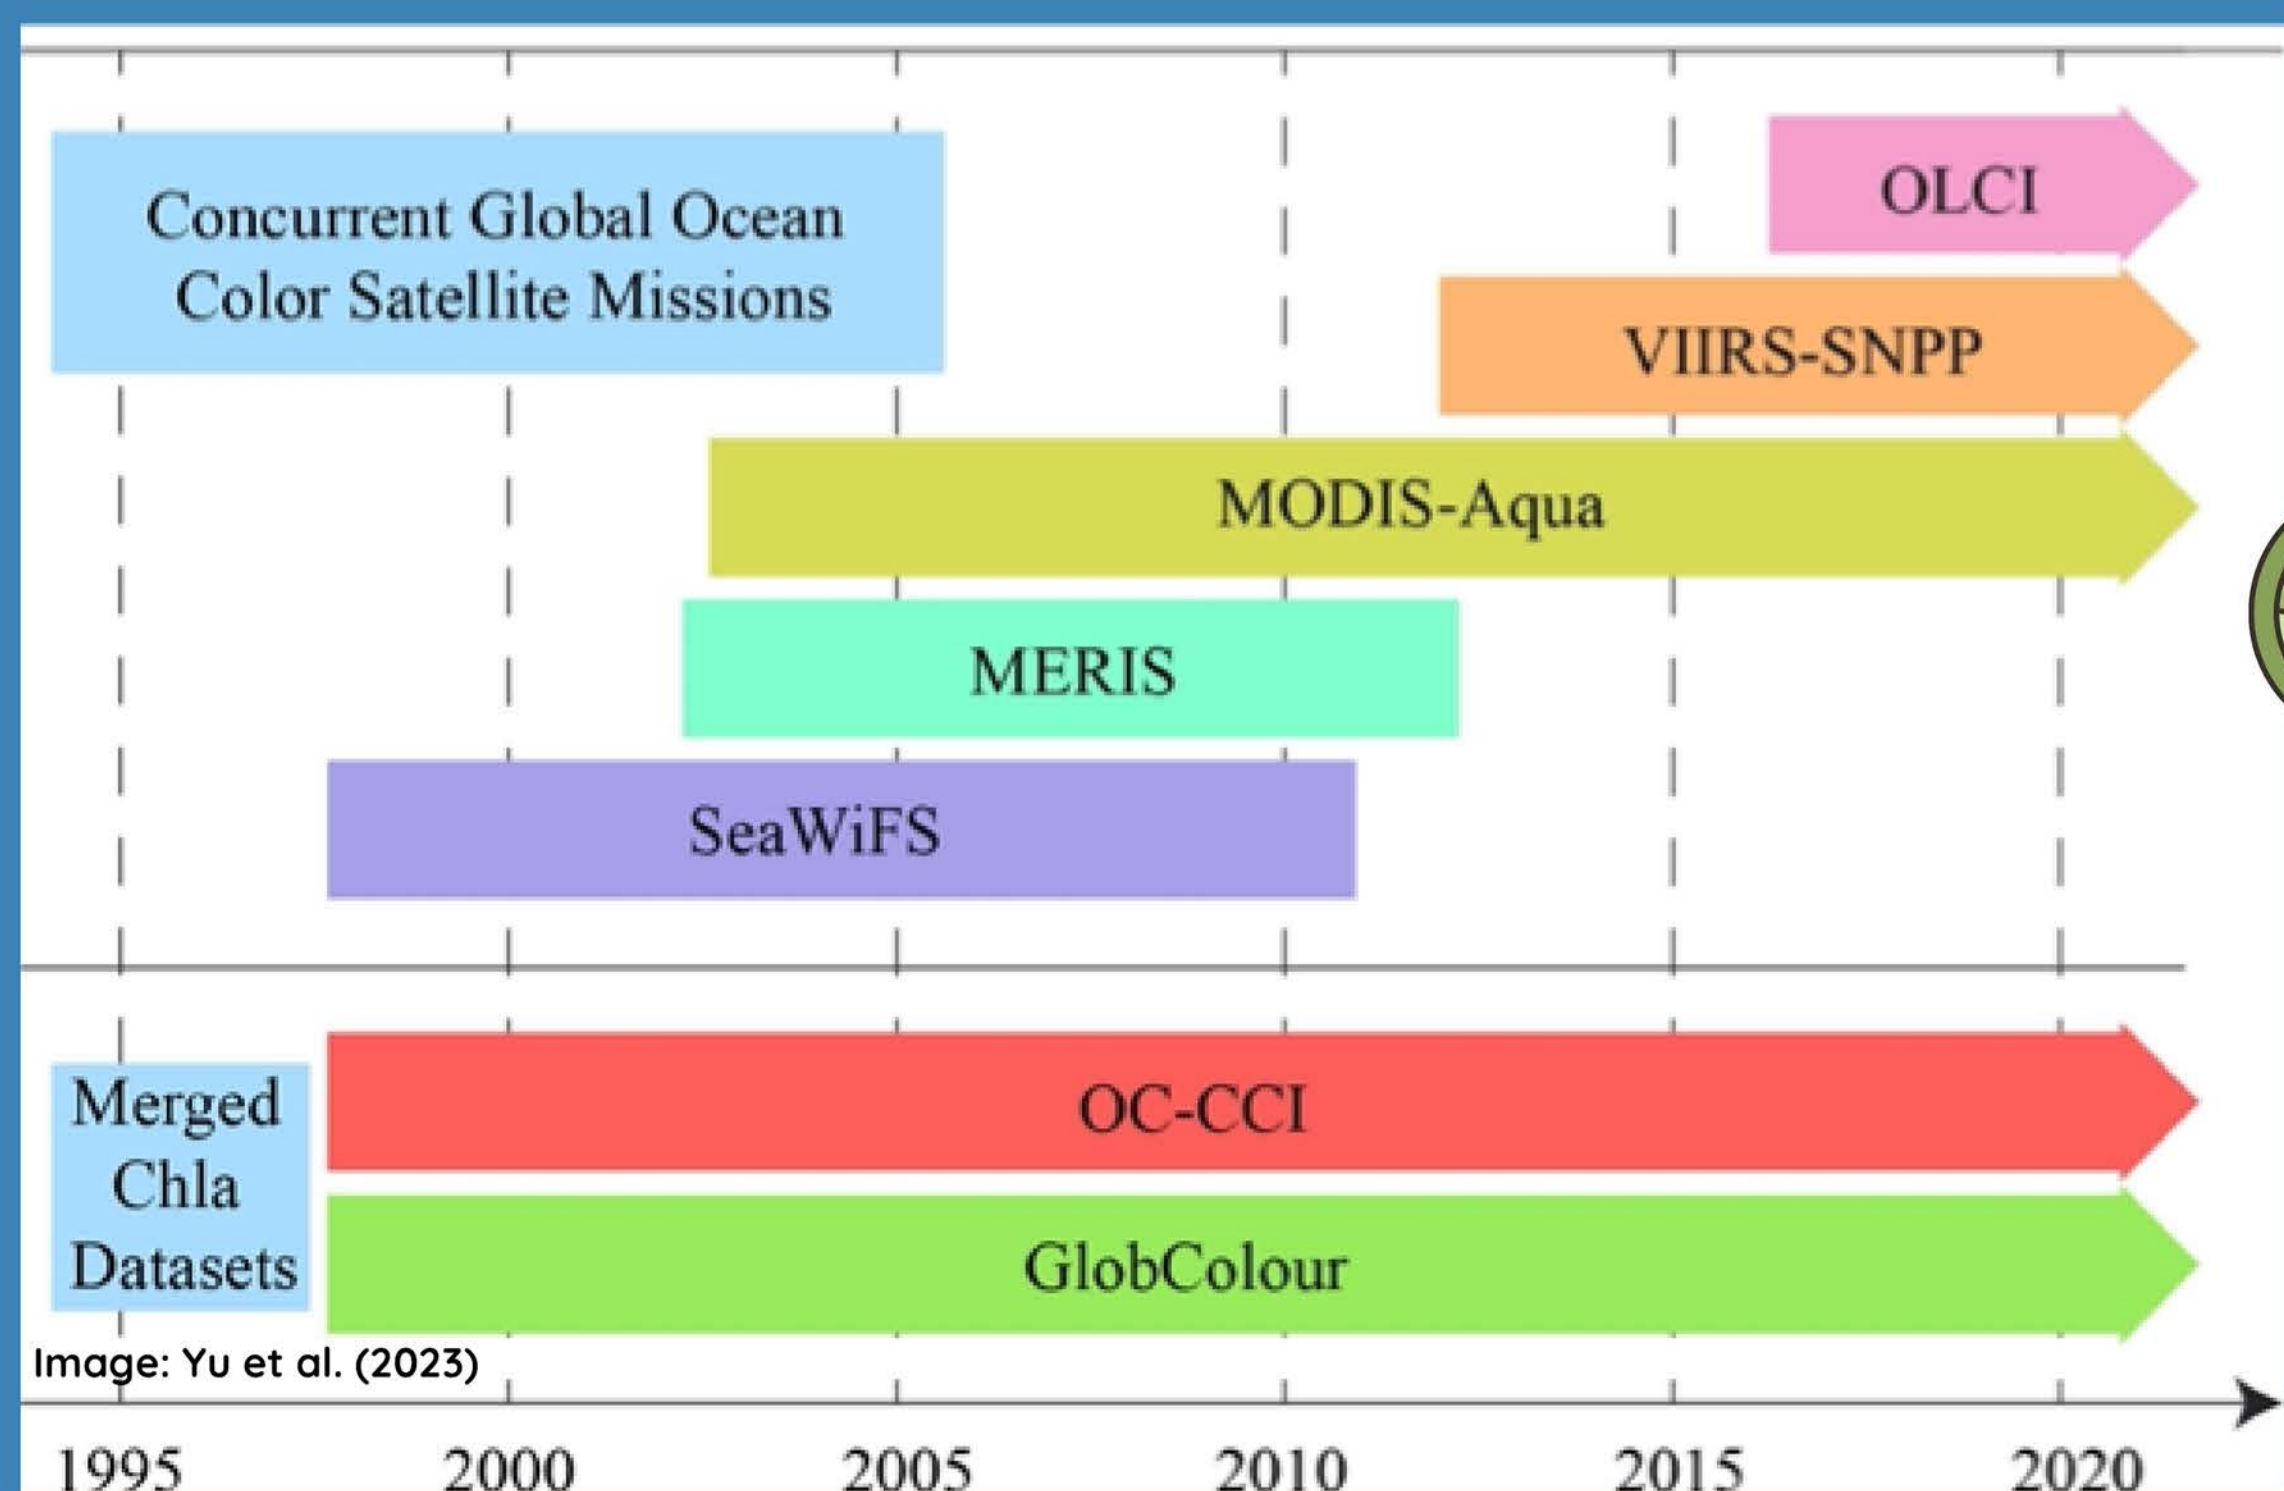 Concurrent Global Ocean
Color Satellite Missions
OLCI
VIIRS-SNPP
MODIS-Aqua
MERIS
SeaWiFS
Merged
Chla
Datasets
OC-CCI
GlobColour
Image: Yu et al. (2023)
1995 2000 2005 2010 2015 2020